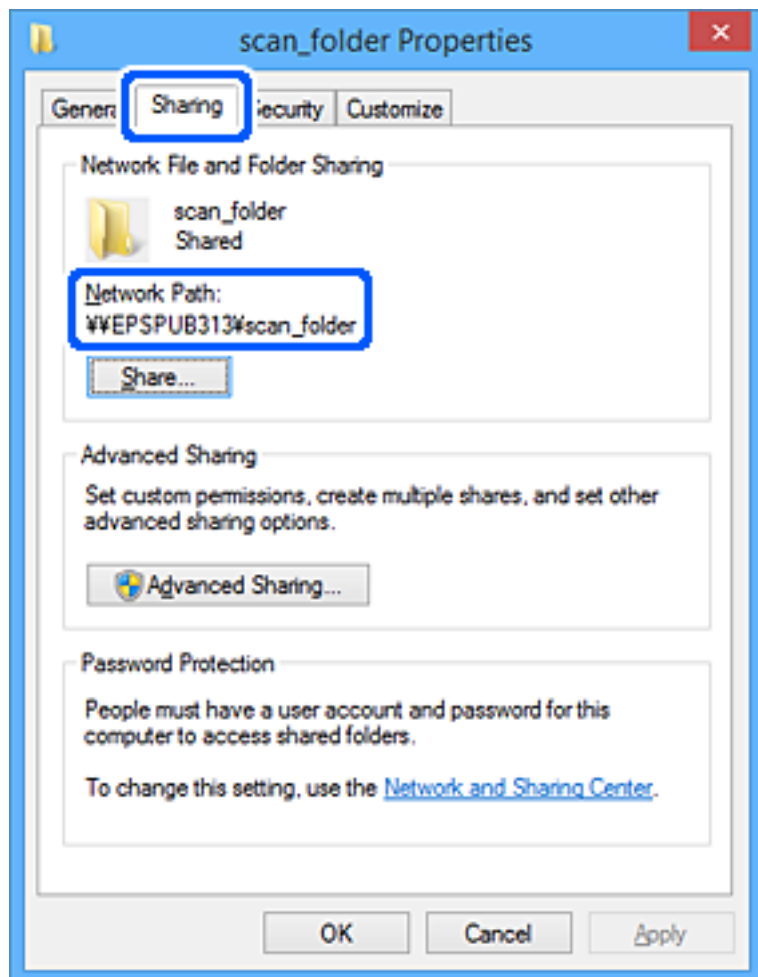 scan_folder Properties
Sharing
Customize
Network File and Folder Sharing
scan_folder
Shared
Network Path:
¥¥EPSPUB313¥scan_folder
Share...
Advanced Sharing
Set custom permissions, create multiple shares, and set other
advanced sharing options.
Advanced Sharing...
Password Protection
People must have a user account and password for this
computer to access shared folders.
To change this setting, use the Network and Sharing Center.
OK Cancel Apply